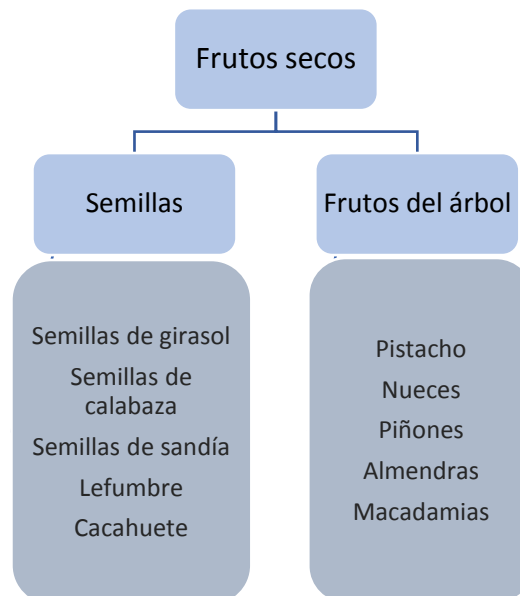 Frutos secos
Semillas
Frutos del árbol
Semillas de girasol
Semillas de
calabaza
Semillas de sandía
Lefumbre
Cacahuete
Pistacho
Nueces
Piñones
Almendras
Macadamias